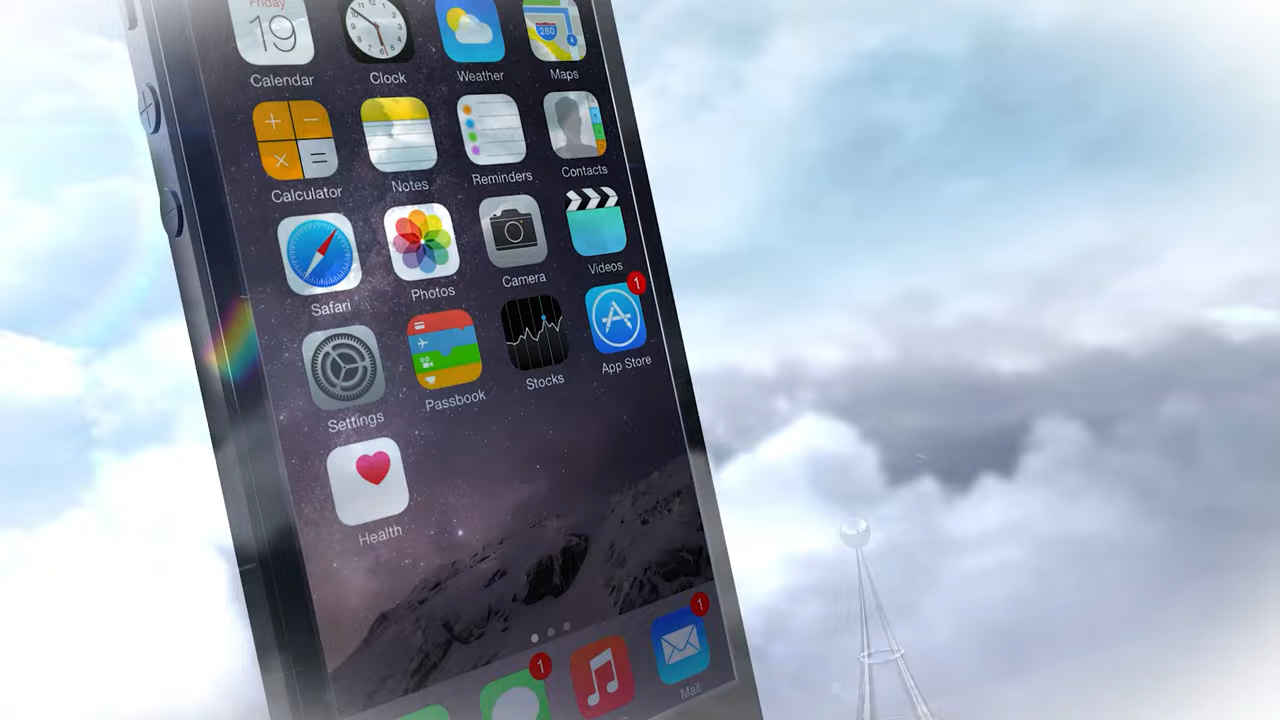 Friday
19
Calendar
Clock
Weather
280
Maps
Calculator
Notes
Reminders
Contacts
Safari
Photos
Camera
Videos
Settings
Passbook
Stocks
1
App Store
Health
1
1
Mail